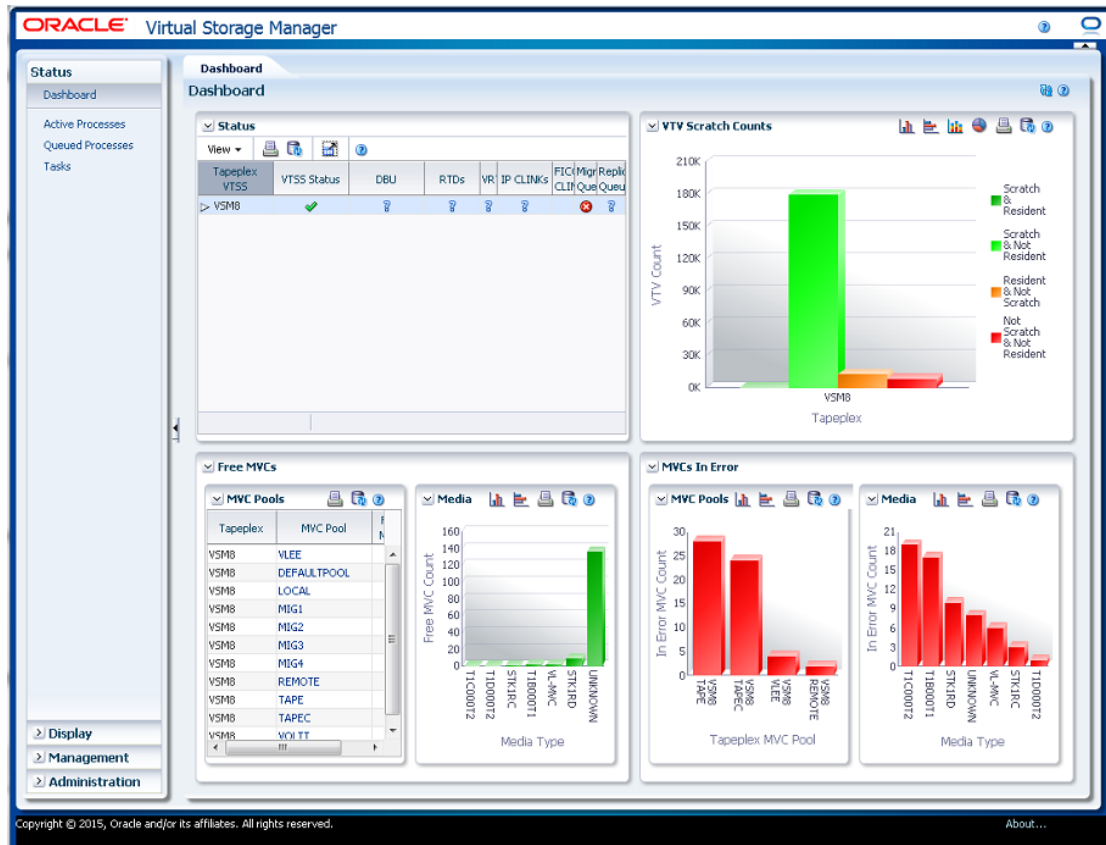 ORACLE Virtual Storage Manager
Status
Dashboard
Active Processes
Queued Processes
Tasks
Display
Management
Administration
Dashboard
Dashboard
Status
View
Tapeplex VTSS
VTSS Status
DBU
RTDs
VR
IP CLINKs
FIC
CLIN
Migr
Que
Replic
Queu
VSM8
VTV Scratch Counts
210K
180K
150K
120K
90K
60K
30K
0K
VTV Count
VSM8
Tapeplex
Scratch
& Resident
Scratch
& Not
Resident
Resident
& Not
Scratch
Not
Scratch
& Not
Resident
Free MVCs
MVC Pools
Tapeplex
MVC Pool
VSM8 VLEE
VSM8 DEFAULTPOOL
VSM8 LOCAL
VSM8 MIG1
VSM8 MIG2
VSM8 MIG3
VSM8 MIG4
VSM8 REMOTE
VSM8 TAPE
VSM8 TAPEC
VSM8 VOLTT
Media
160
140
120
100
80
60
40
20
0
Free MVC Count
T1C000T2
T1D000T2
STK1RC
T1B000T1
VL-MVC
STK1RD
UNKNOWN
Media Type
MVCs In Error
MVC Pools
30
25
20
15
10
5
0
In Error MVC Count
VSM8 TAPE
VSM8 TAPEC
VSM8 VLEE
VSM8 REMOTE
Tapeplex MVC Pool
Media
21
18
15
12
9
6
3
0
In Error MVC Count
T1C000T2
T1B000T1
STK1RD
UNKNOWN
VL-MVC
STK1RC
T1D000T2
Media Type
Copyright © 2015, Oracle and/or its affiliates. All rights reserved.
About...